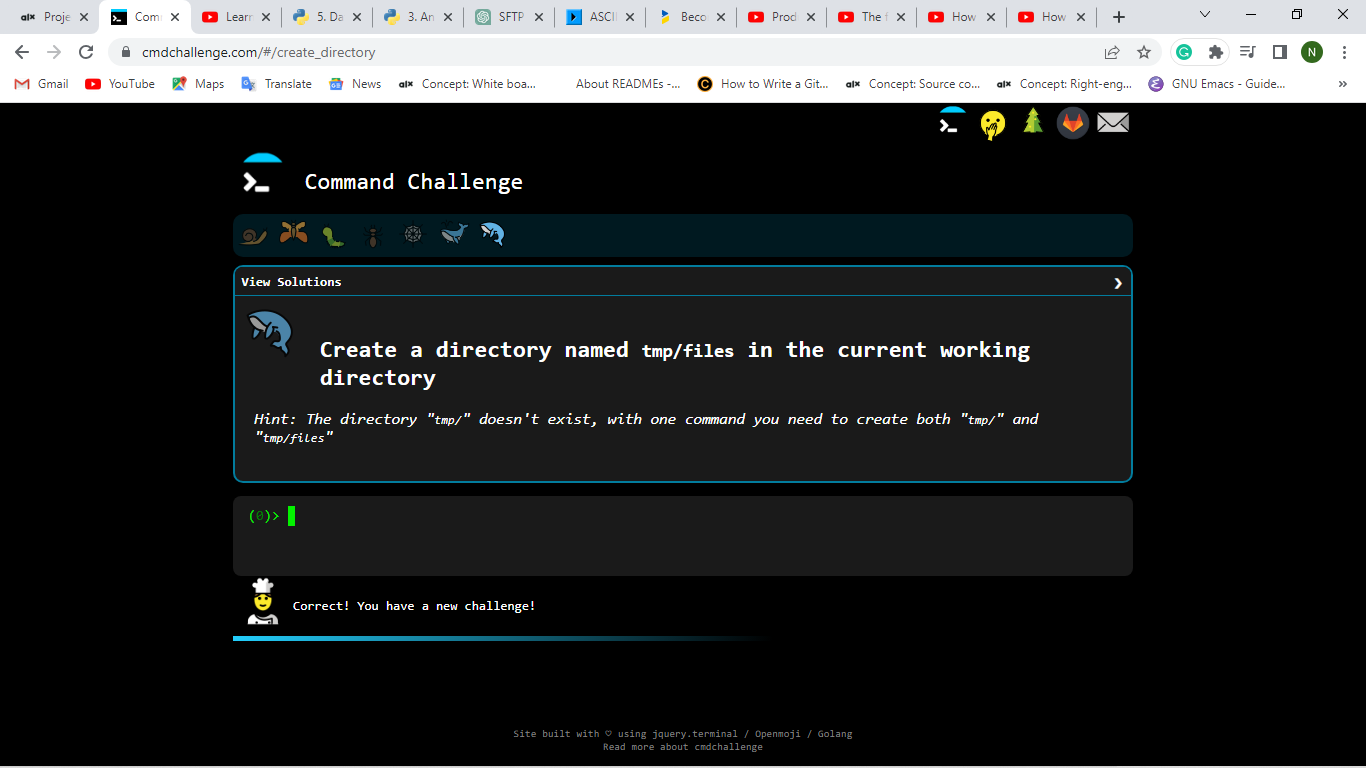 Proje
Comm
Learn
5. Da
3. An
SFTP
ASCII
Beco
Prod
The f
How
How
cmdchallenge.com/#/create_directory
N
Gmail
YouTube
Maps
Translate
News
Concept: White boa...
About READMEs –...
How to Write a Git...
Concept: Source co...
Concept: Right-eng...
GNU Emacs - Guide...
»
Command Challenge
View Solutions
Create a directory named tmp/files in the current working
directory
Hint: The directory "tmp/" doesn't exist, with one command you need to create both "tmp/" and
"tmp/files"
(0)>
Correct! You have a new challenge!
Site built with ♡ using jquery.terminal / Openmoji / Golang
Read more about cmdchallenge